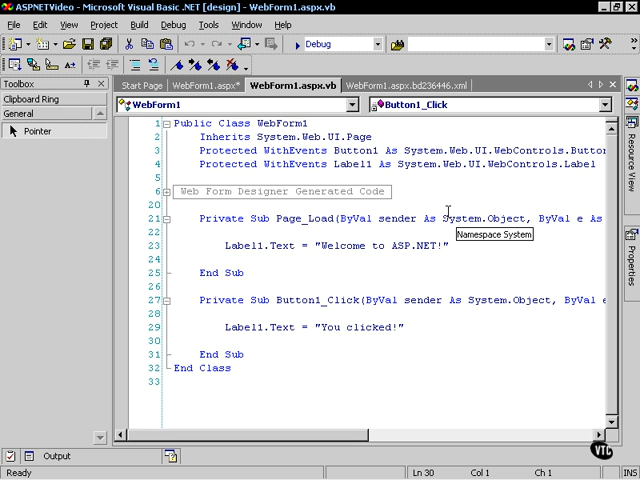 ASPNETVideo - Microsoft Visual Basic .NET [design] - WebForm1.aspx.vb
File Edit View Project Build Debug Tools Window Help
Debug
Toolbox
Clipboard Ring
General
Pointer
Start Page WebForm1.aspx* WebForm1.aspx.vb WebForm1.aspx.bd236446.xml
WebForm1 Button1_Click
1 Public Class WebForm1
2 Inherits System.Web.UI.Page
3 Protected WithEvents Button1 As System.Web.UI.WebControls.Button
4 Protected WithEvents Label1 As System.Web.UI.WebControls.Label
5
6 Web Form Designer Generated Code
20
21 Private Sub Page_Load(ByVal sender As System.Object, ByVal e As
22
Namespace System
23 Label1.Text = "Welcome to ASP.NET!"
24
25 End Sub
26
27 Private Sub Button1_Click(ByVal sender As System.Object, ByVal e
28
29 Label1.Text = "You clicked!"
30
31 End Sub
32 End Class
33
Resource View
Properties
Output
VTC
Ready Ln 30 Col 1 Ch 1 INS